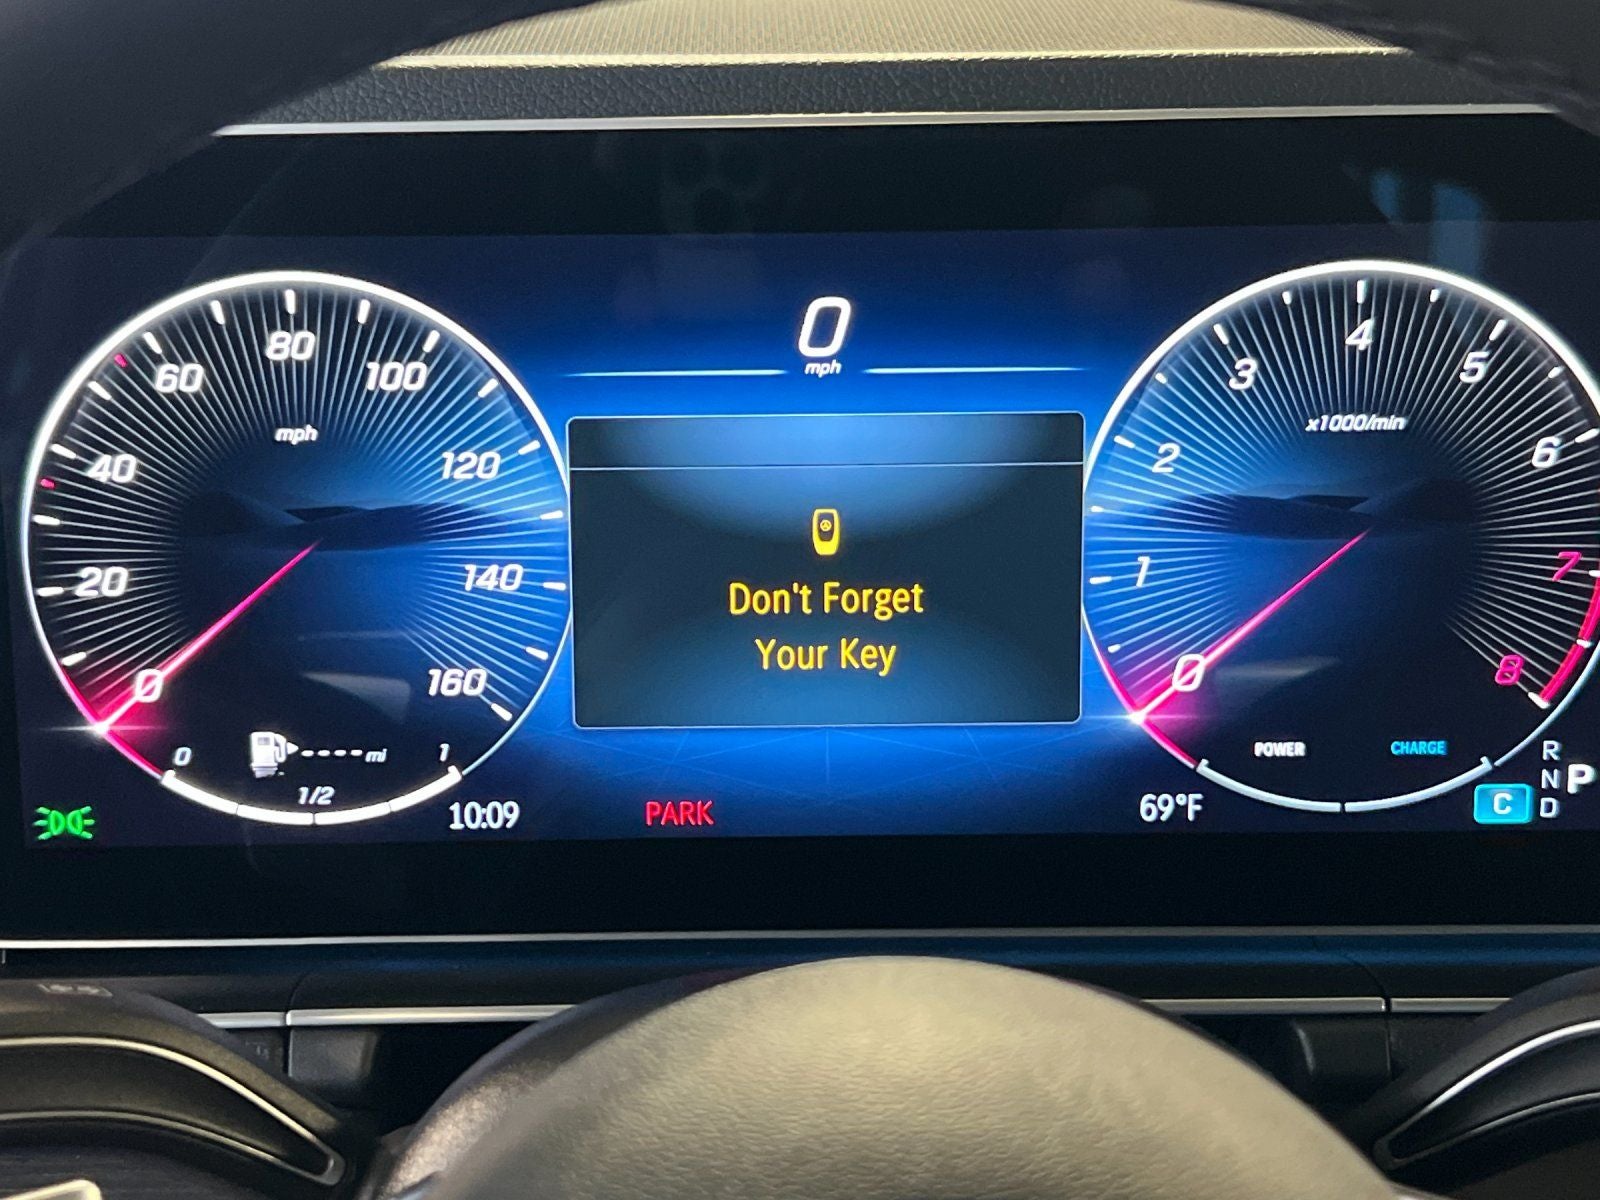 0
mph
0
20
40
60
80
100
120
140
160
mph
0
1/2
1
---- mi
10:09
Don't Forget
Your Key
PARK
69°F
0
1
2
3
4
5
6
7
8
x1000/min
POWER
CHARGE
R
N
D
P
C